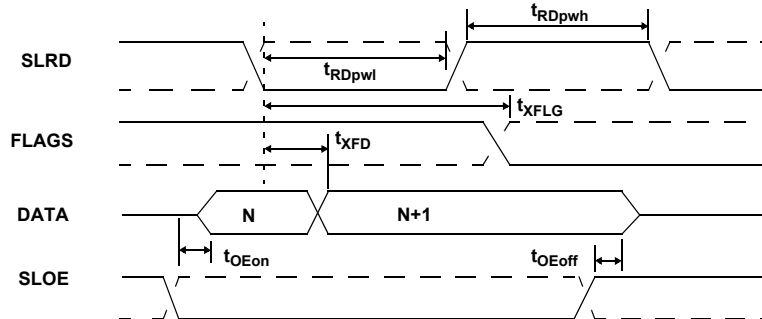 tRDpwh
SLRD
tRDpwl
tXFLG
FLAGS
tXFD
DATA
N
N+1
tOEon
tOEoff
SLOE